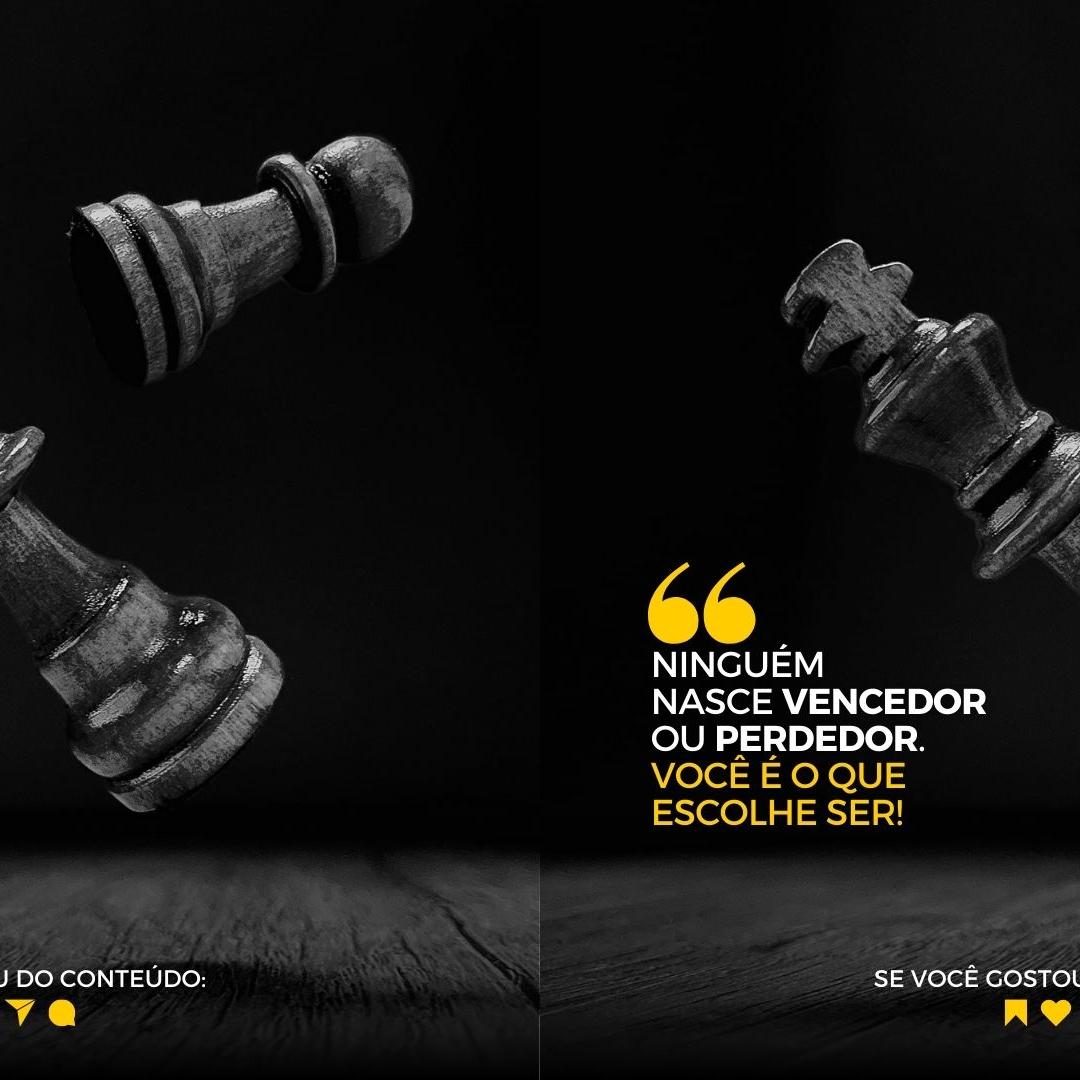 NINGUÉM
NASCE VENCEDOR
OU PERDEDOR.
VOCÊ É O QUE
ESCOLHE SER!
U DO CONTEÚDO:
SE VOCÊ GOSTOU